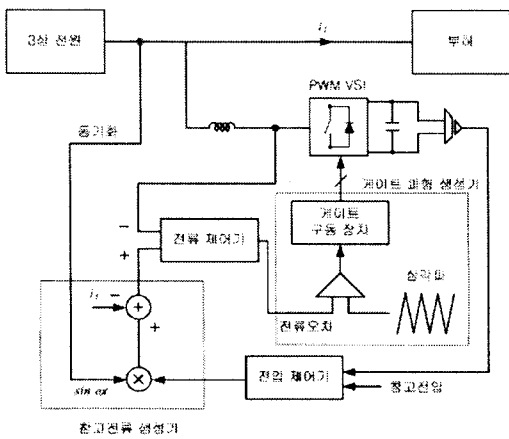 3상 전원
i_l
부하
PWM VSI
동기화
게이트 파형 생성기
게이트
구동 장치
−
+
전류 제어기
삼각파
i_l
−
+
+
전류오차
×
sin ωt
전압 제어기
참고전압
참고전류 생성기